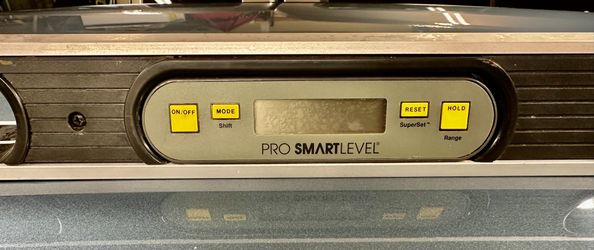 ON/OFF
MODE
Shift
RESET
SuperSet™
HOLD
Range
PRO SMARTLEVEL®